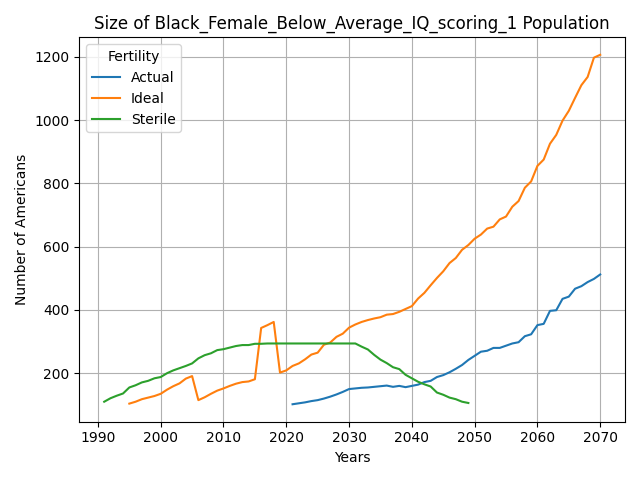 Size of Black_Female_Below_Average_IQ_scoring_1 Population
Fertility
Actual
Ideal
Sterile
Number of Americans
1200
1000
800
600
400
200
1990 2000 2010 2020 2030 2040 2050 2060 2070
Years